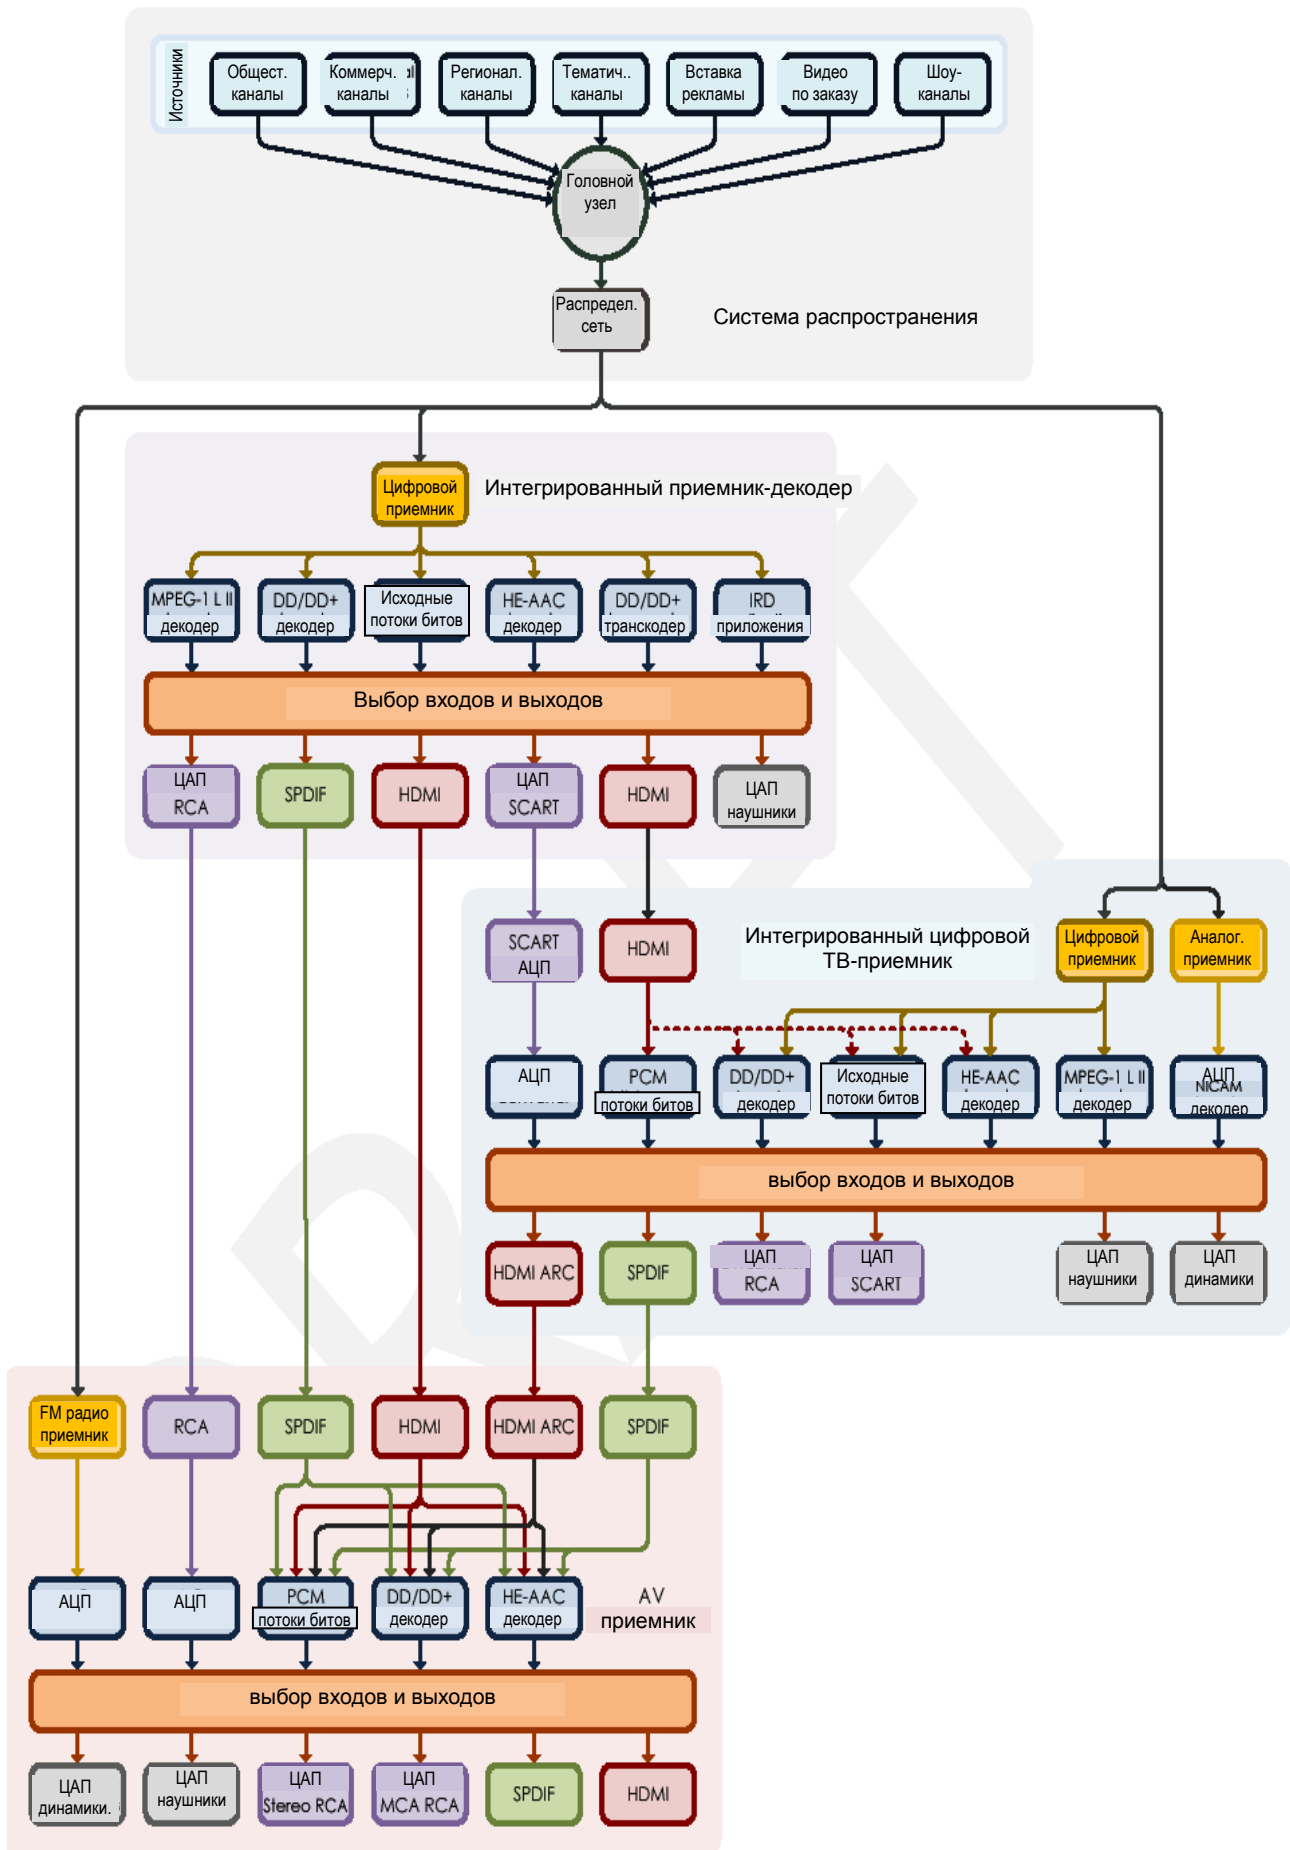 Источники
Общест.
каналы
Коммерч.
каналы
Регионал.
каналы
Тематич..
каналы
Вставка
рекламы
Видео
по заказу
Шоу-
каналы
Головной
узел
Распредел.
сеть
Система распространения
Цифровой
приемник
Интегрированный приемник-декодер
MPEG-1 L II
декодер
DD/DD+
декодер
Исходные
потоки битов
HE-AAC
декодер
DD/DD+
транскодер
IRD
приложения
Выбор входов и выходов
ЦАП
RCA
SPDIF
HDMI
ЦАП
SCART
HDMI
ЦАП
наушники
SCART
АЦП
HDMI
Интегрированный цифровой
ТВ-приемник
Цифровой
приемник
Аналог.
приемник
АЦП
PCM
потоки битов
DD/DD+
декодер
Исходные
потоки битов
HE-AAC
декодер
MPEG-1 L II
декодер
АЦП
NICAM
декодер
выбор входов и выходов
HDMI ARC
SPDIF
ЦАП
RCA
ЦАП
SCART
ЦАП
наушники
ЦАП
динамики
FM радио
приемник
RCA
SPDIF
HDMI
HDMI ARC
SPDIF
АЦП
АЦП
PCM
потоки битов
DD/DD+
декодер
HE-AAC
декодер
AV
приемник
выбор входов и выходов
ЦАП
динамики.
ЦАП
наушники
ЦАП
Stereo RCA
ЦАП
MCA RCA
SPDIF
HDMI